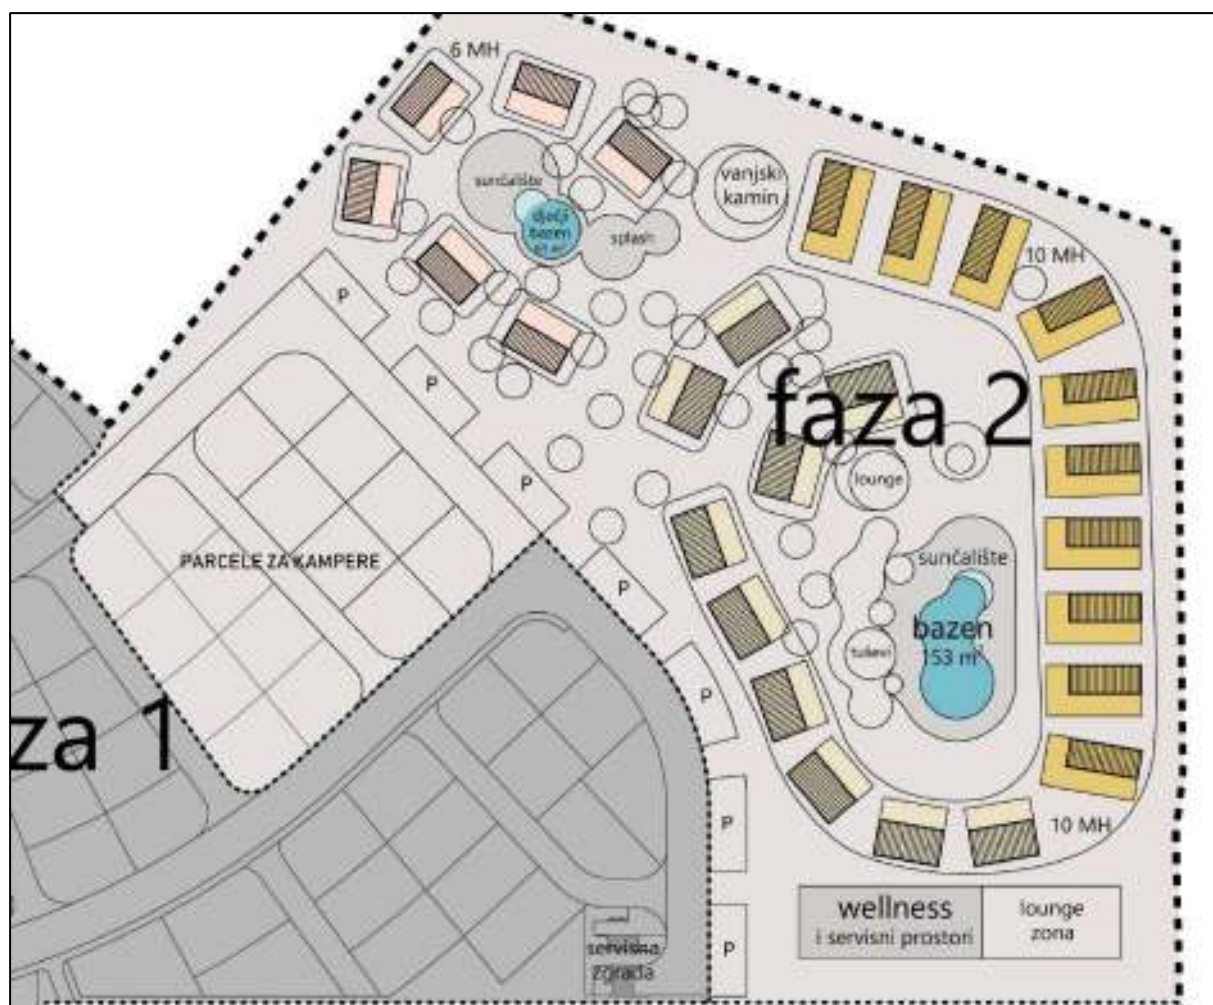 6 MH
sunčalište
vanjski
kamin
dječji
bazen
splash
10 MH
P
P
faza 2
P
lounge
PARCELE ZA KAMPERE
sunčalište
P
bazen
153 m²
tuševi
P
za 1
P
10 MH
wellness
i servisni prostori
lounge
zona
servisna
zgrada
P